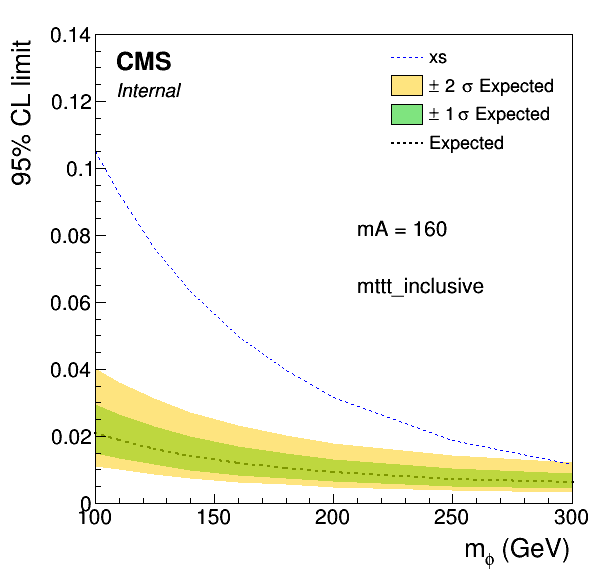 0.14
0.12
0.1
0.08
0.06
0.04
0.02
0
95% CL limit
CMS
Internal
xs
± 2 σ Expected
± 1 σ Expected
Expected
mA = 160
mttt_inclusive
100 150 200 250 300
m_ϕ (GeV)